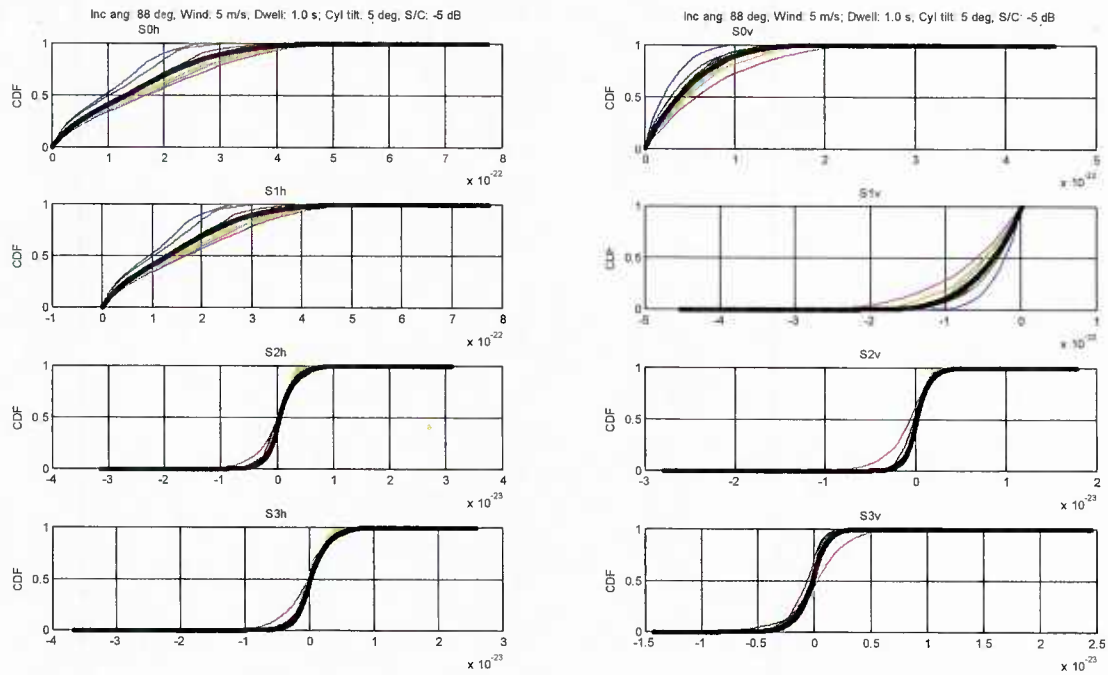 Inc ang: 88 deg, Wind: 5 m/s; Dwell: 1.0 s; Cyl tilt: 5 deg, S/C: -5 dB
S0h
CDF
1
0.5
0
0 1 2 3 4 5 6 7 8
x 10^-22
S1h
CDF
1
0.5
0
-1 0 1 2 3 4 5 6 7 8
x 10^-22
S2h
CDF
1
0.5
0
-4 -3 -2 -1 0 1 2 3 4
x 10^-23
S3h
CDF
1
0.5
0
-4 -3 -2 -1 0 1 2 3
x 10^-23
Inc ang: 88 deg, Wind: 5 m/s; Dwell: 1.0 s; Cyl tilt: 5 deg, S/C: -5 dB
S0v
CDF
1
0.5
0
0 1 2 3 4 5
x 10^-22
S1v
CDF
1
0.5
0
-5 -4 -3 -2 -1 0 1
x 10^-22
S2v
CDF
1
0.5
0
-3 -2 -1 0 1 2
x 10^-23
S3v
CDF
1
0.5
0
-1.5 -1 -0.5 0 0.5 1 1.5 2 2.5
x 10^-23